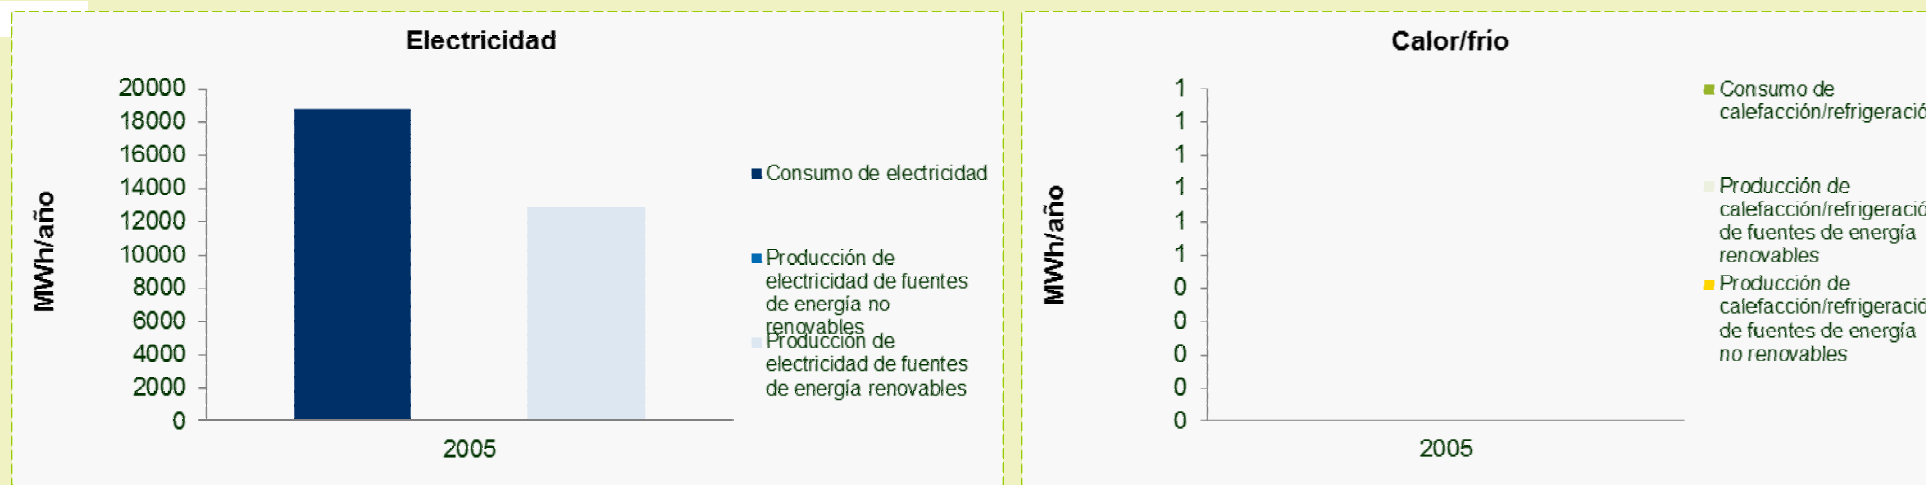 Electricidad
20000
18000
16000
14000
12000
10000
8000
6000
4000
2000
0
MWh/año
2005
Consumo de electricidad
Producción de
electricidad de fuentes
de energía no
renovables
Producción de
electricidad de fuentes
de energía renovables
Calor/frío
1
1
1
1
1
1
0
0
0
0
0
MWh/año
2005
Consumo de
calefacción/refrigeració
Producción de
calefacción/refrigeració
de fuentes de energía
renovables
Producción de
calefacción/refrigeració
de fuentes de energía
no renovables